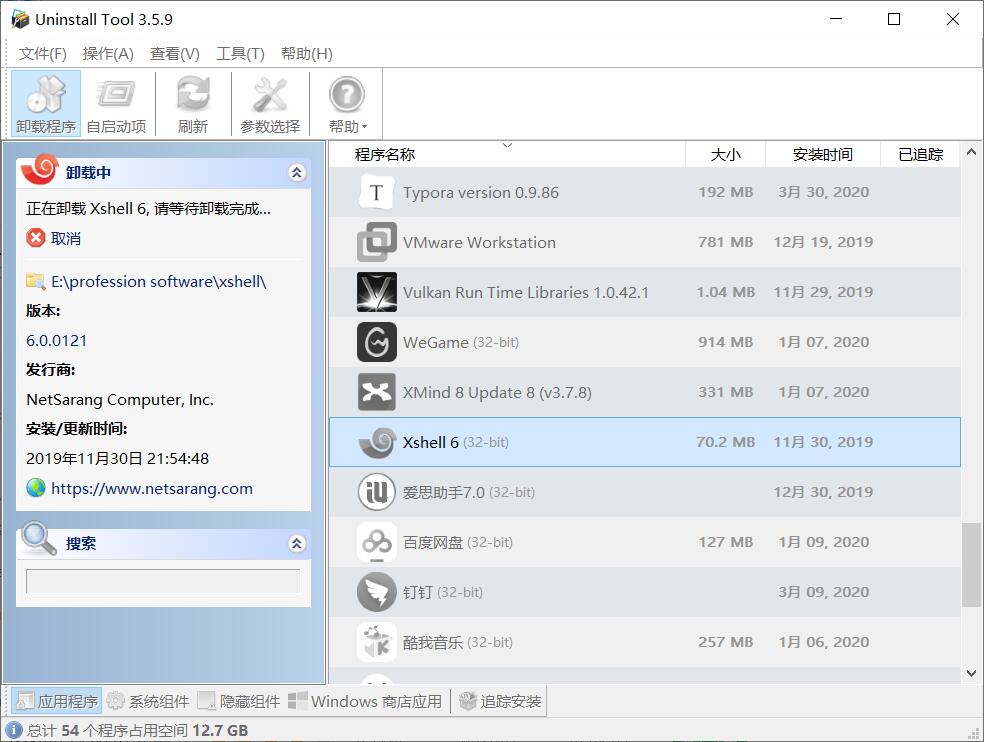 Uninstall Tool 3.5.9
文件(F) 操作(A) 查看(V) 工具(T) 帮助(H)
卸载程序 自启动项 刷新 参数选择 帮助
卸载中
正在卸载 Xshell 6, 请等待卸载完成...
取消
E:\profession software\xshell\
版本:
6.0.0121
发行商:
NetSarang Computer, Inc.
安装/更新时间:
2019年11月30日 21:54:48
https://www.netsarang.com
搜索
程序名称 大小 安装时间 已追踪
T Typora version 0.9.86 192 MB 3月 30, 2020
VMware Workstation 781 MB 12月 19, 2019
Vulkan Run Time Libraries 1.0.42.1 1.04 MB 11月 29, 2019
WeGame (32-bit) 914 MB 1月 07, 2020
XMind 8 Update 8 (v3.7.8) 331 MB 1月 07, 2020
Xshell 6 (32-bit) 70.2 MB 11月 30, 2019
iU 爱思助手7.0 (32-bit) 12月 30, 2019
百度网盘 (32-bit) 127 MB 1月 09, 2020
钉钉 (32-bit) 3月 09, 2020
K 酷我音乐 (32-bit) 257 MB 1月 06, 2020
应用程序 系统组件 隐藏组件 Windows 商店应用 追踪安装
总计 54 个程序占用空间 12.7 GB